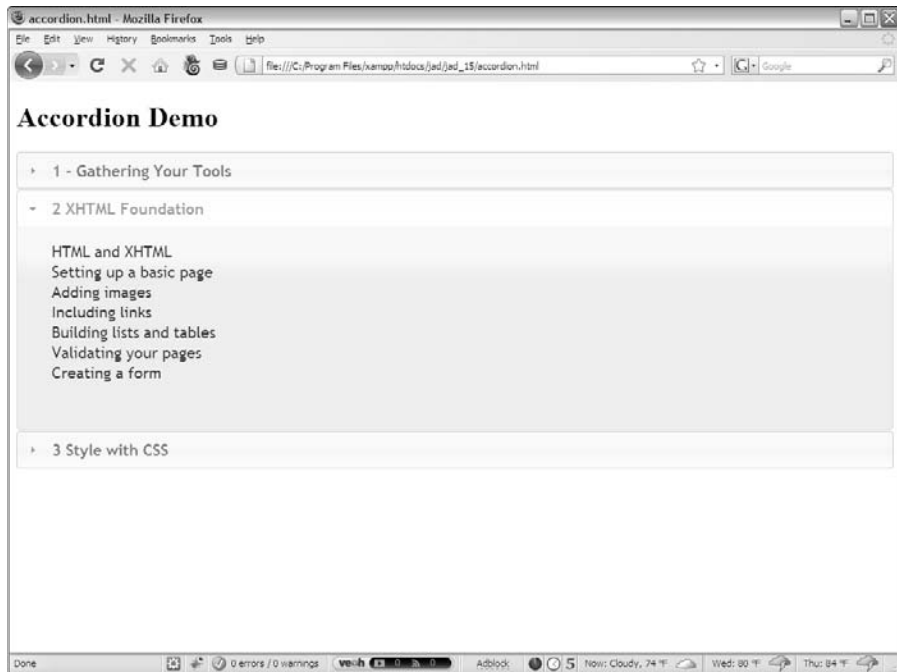 accordion.html - Mozilla Firefox
File Edit View History Bookmarks Tools Help
file:///C:/Program Files/xampp/htdocs/jad/jad_15/accordion.html
Google
Accordion Demo
1 - Gathering Your Tools
2 XHTML Foundation
HTML and XHTML
Setting up a basic page
Adding images
Including links
Building lists and tables
Validating your pages
Creating a form
3 Style with CSS
Done 0 errors / 0 warnings veoh 0 0 Adblock 5 Now: Cloudy, 74 °F Wed: 80 °F Thu: 84 °F